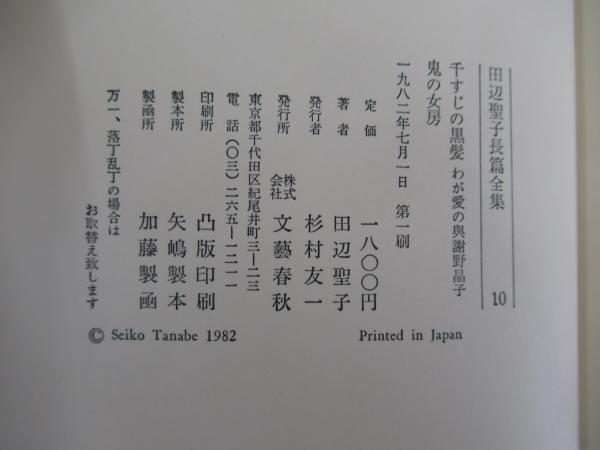 田辺聖子長篇全集 10
千すじの黒髪 わが愛の與謝野晶子
鬼の女房
一九八二年七月一日 第一刷
定価 一八〇〇円
著者 田辺聖子
発行者 杉村友一
発行所 株式会社 文藝春秋
東京都千代田区紀尾井町三―二三
電話(〇三)二六五―一二一一
印刷所 凸版印刷
製本所 矢嶋製本
製函所 加藤製函
万一、落丁乱丁の場合は
お取替え致します
© Seiko Tanabe 1982
Printed in Japan